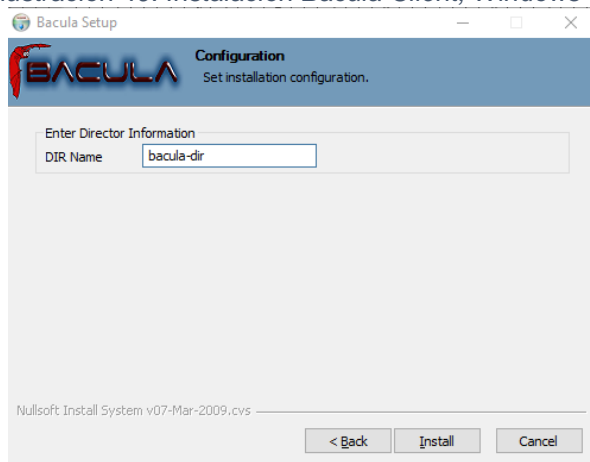 Bacula Setup
BACULA
Configuration
Set installation configuration.
Enter Director Information
DIR Name
bacula-dir
Nullsoft Install System v07-Mar-2009.cvs
< Back
Install
Cancel